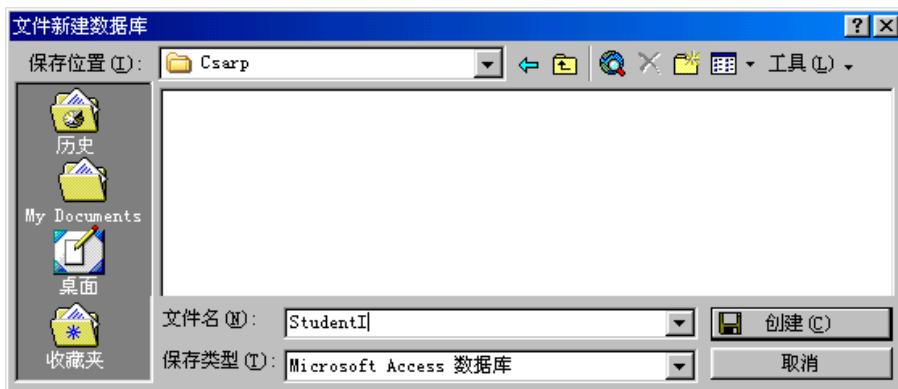 文件新建数据库
保存位置(I): Csarp 工具(L)
历史
My Documents
桌面
收藏夹
文件名(N): StudentI
创建(C)
保存类型(T): Microsoft Access 数据库
取消